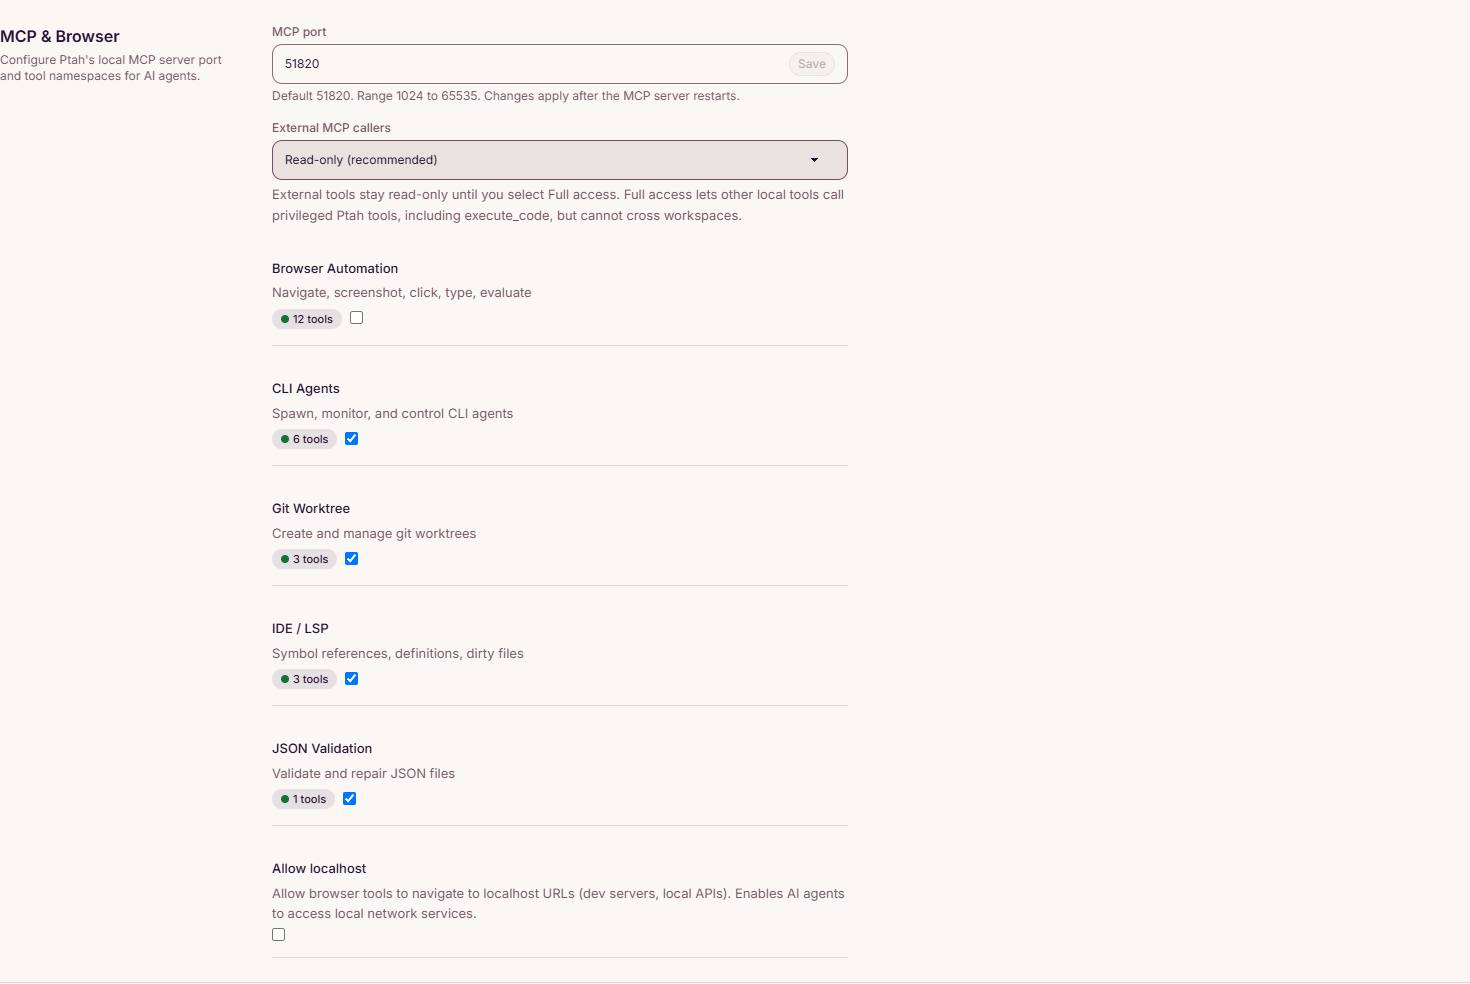 MCP & Browser
Configure Ptah's local MCP server port
and tool namespaces for AI agents.
MCP port
51820
Save
Default 51820. Range 1024 to 65535. Changes apply after the MCP server restarts.
External MCP callers
Read-only (recommended)
External tools stay read-only until you select Full access. Full access lets other local tools call
privileged Ptah tools, including execute_code, but cannot cross workspaces.
Browser Automation
Navigate, screenshot, click, type, evaluate
12 tools
CLI Agents
Spawn, monitor, and control CLI agents
6 tools
Git Worktree
Create and manage git worktrees
3 tools
IDE / LSP
Symbol references, definitions, dirty files
3 tools
JSON Validation
Validate and repair JSON files
1 tools
Allow localhost
Allow browser tools to navigate to localhost URLs (dev servers, local APIs). Enables AI agents
to access local network services.